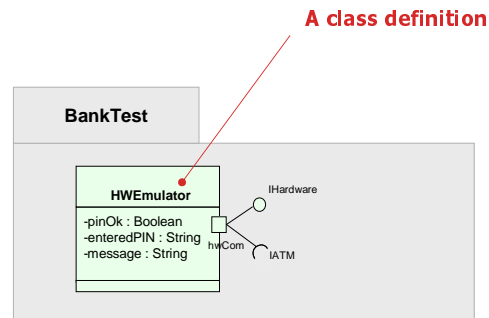 A class definition
BankTest
HWEmulator
-pinOk : Boolean
-enteredPIN : String
-message : String
IHardware
hwCom
IATM